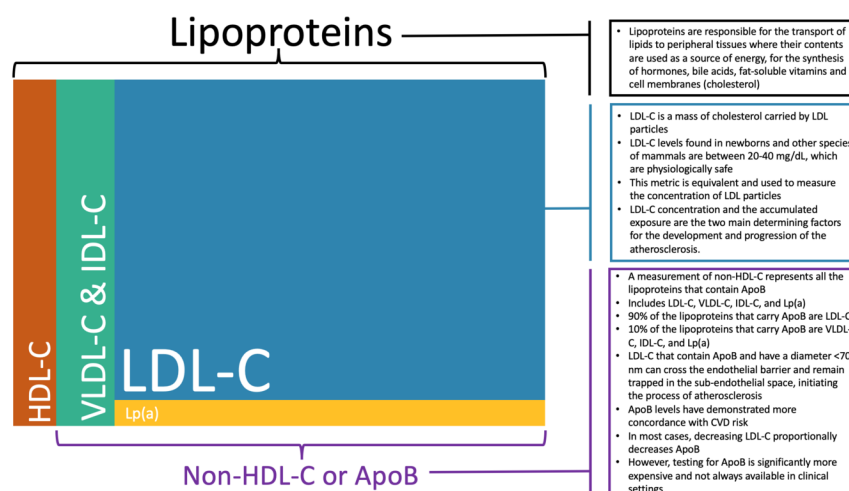 Lipoproteins
HDL-C
VLDL-C & IDL-C
LDL-C
Lp(a)
Non-HDL-C or ApoB
• Lipoproteins are responsible for the transport of
lipids to peripheral tissues where their contents
are used as a source of energy, for the synthesis
of hormones, bile acids, fat-soluble vitamins and
cell membranes (cholesterol)
• LDL-C is a mass of cholesterol carried by LDL
particles
• LDL-C levels found in newborns and other species
of mammals are between 20-40 mg/dL, which
are physiologically safe
• This metric is equivalent and used to measure
the concentration of LDL particles
• LDL-C concentration and the accumulated
exposure are the two main determining factors
for the development and progression of the
atherosclerosis.
• A measurement of non-HDL-C represents all the
lipoproteins that contain ApoB
• Includes LDL-C, VLDL-C, IDL-C, and Lp(a)
• 90% of the lipoproteins that carry ApoB are LDL-C
• 10% of the lipoproteins that carry ApoB are VLDL-
C, IDL-C, and Lp(a)
• LDL-C that contain ApoB and have a diameter <70
nm can cross the endothelial barrier and remain
trapped in the sub-endothelial space, initiating
the process of atherosclerosis
• ApoB levels have demonstrated more
concordance with CVD risk
• In most cases, decreasing LDL-C proportionally
decreases ApoB
• However, testing for ApoB is significantly more
expensive and not always available in clinical
settings